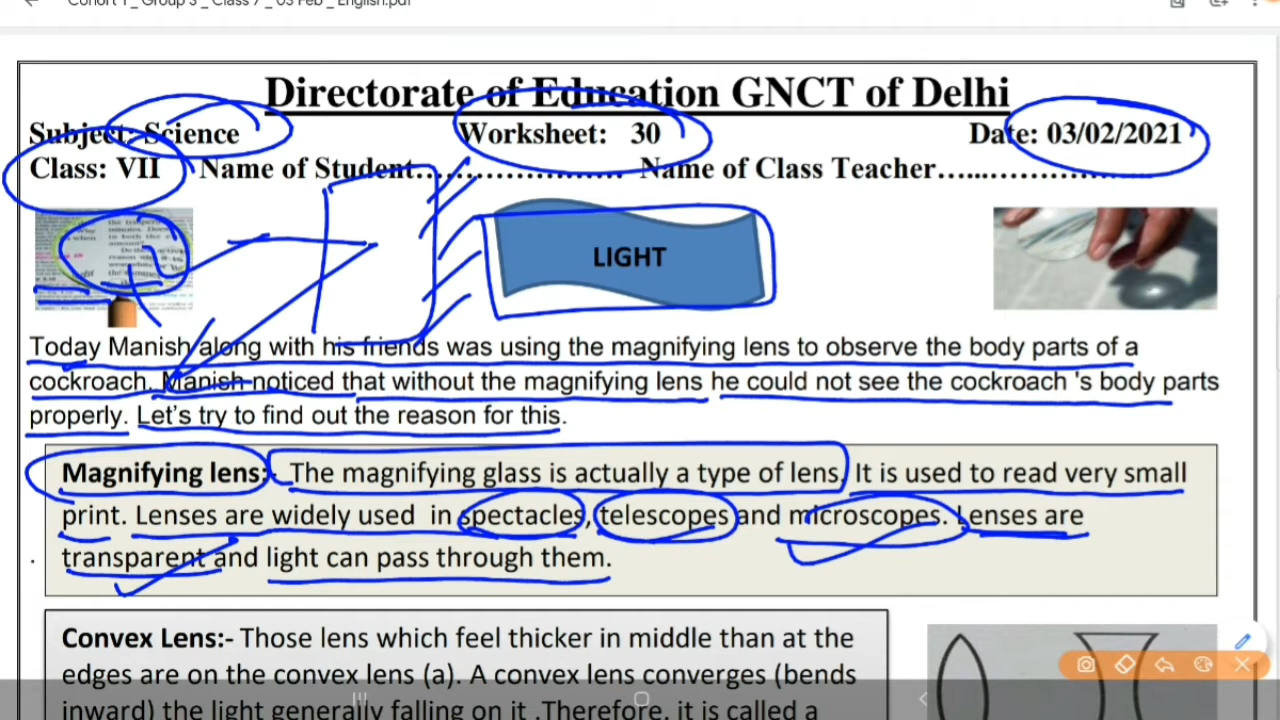 Cohort 1 _ Group 3 _ Class 7 _ 03 Feb _ English.pdf
Directorate of Education GNCT of Delhi
Subject: Science Worksheet: 30 Date: 03/02/2021
Class: VII Name of Student…………………… Name of Class Teacher…...………………
LIGHT
Today Manish along with his friends was using the magnifying lens to observe the body parts of a
cockroach. Manish noticed that without the magnifying lens he could not see the cockroach 's body parts
properly. Let's try to find out the reason for this.
Magnifying lens:- The magnifying glass is actually a type of lens. It is used to read very small
print. Lenses are widely used in spectacles, telescopes and microscopes. Lenses are
transparent and light can pass through them.
Convex Lens:- Those lens which feel thicker in middle than at the
edges are on the convex lens (a). A convex lens converges (bends
inward) the light generally falling on it .Therefore, it is called a